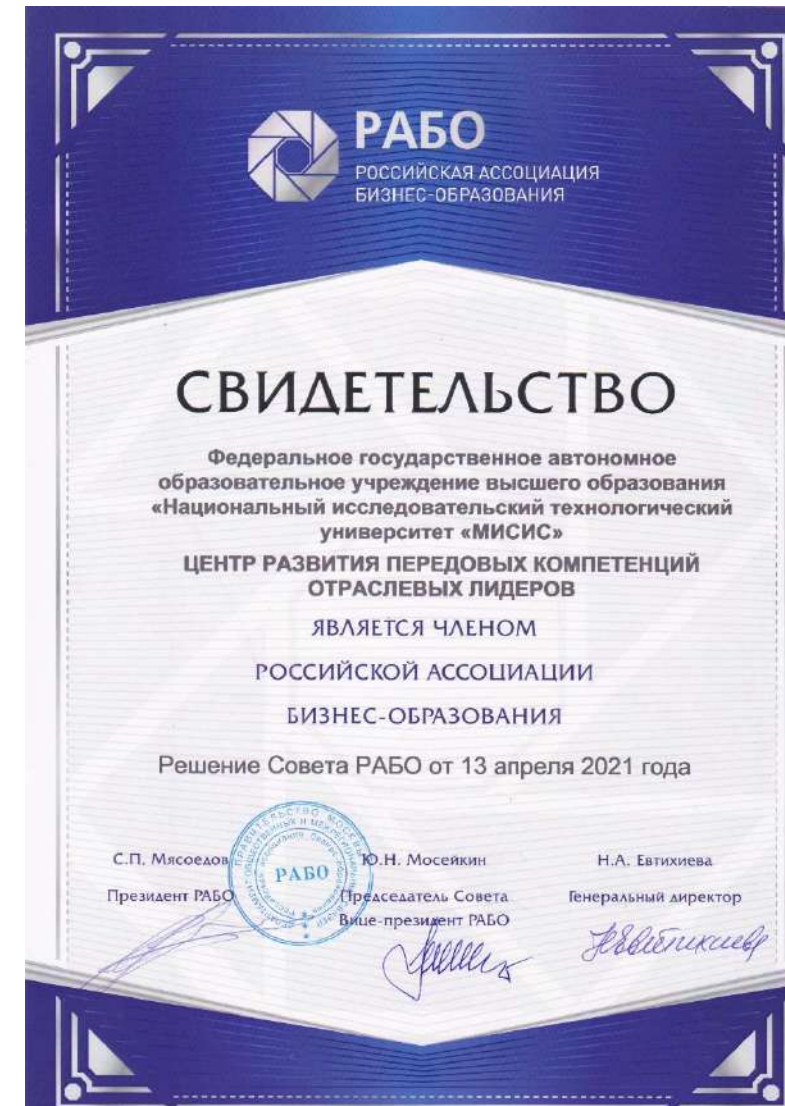 РАБО
РОССИЙСКАЯ АССОЦИАЦИЯ
БИЗНЕС-ОБРАЗОВАНИЯ
СВИДЕТЕЛЬСТВО
Федеральное государственное автономное
образовательное учреждение высшего образования
«Национальный исследовательский технологический
университет «МИСИС»
ЦЕНТР РАЗВИТИЯ ПЕРЕДОВЫХ КОМПЕТЕНЦИЙ
ОТРАСЛЕВЫХ ЛИДЕРОВ
ЯВЛЯЕТСЯ ЧЛЕНОМ
РОССИЙСКОЙ АССОЦИАЦИИ
БИЗНЕС-ОБРАЗОВАНИЯ
Решение Совета РАБО от 13 апреля 2021 года
С.П. Мясоедов Ю.Н. Мосейкин Н.А. Евтихиева
РАБО
Президент РАБО Председатель Совета Генеральный директор
Вице-президент РАБО